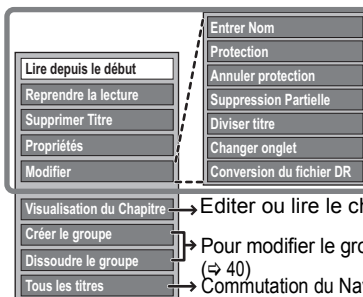 Entrer Nom
Protection
Annuler protection
Suppression Partielle
Diviser titre
Changer onglet
Conversion du fichier DR
Lire depuis le début
Reprendre la lecture
Supprimer Titre
Propriétés
Modifier
Visualisation du Chapitre
Editer ou lire le
Créer le groupe
Dissoudre le groupe
Pour modifier le
(⇨ 40)
Tous les titres
Commutation du